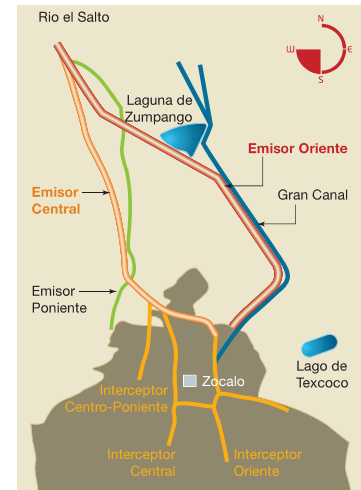 Rio el Salto
N
W
E
S
Laguna de
Zumpango
Emisor Oriente
Emisor
Central
Gran Canal
Emisor
Poniente
Lago de
Texcoco
Zocalo
Interceptor
Centro-Poniente
Interceptor
Central
Interceptor
Oriente